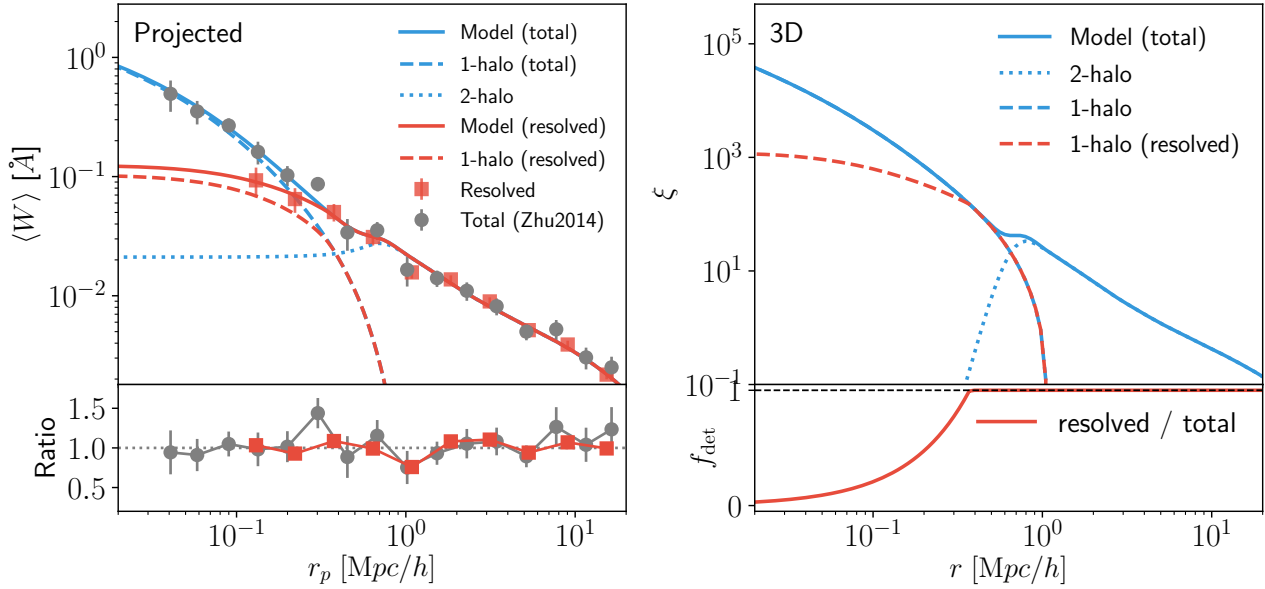 Projected
Model (total)
1-halo (total)
2-halo
Model (resolved)
1-halo (resolved)
Resolved
Total (Zhu2014)
10^0
10^{-1}
10^{-2}
⟨W⟩ [Å]
1.5
1.0
0.5
Ratio
10^{-1}
10^0
10^1
r_p [Mpc/h]
3D
Model (total)
2-halo
1-halo
1-halo (resolved)
10^5
10^3
10^1
10^{-1}
ξ
1
0
f_det
resolved / total
10^{-1}
10^0
10^1
r [Mpc/h]